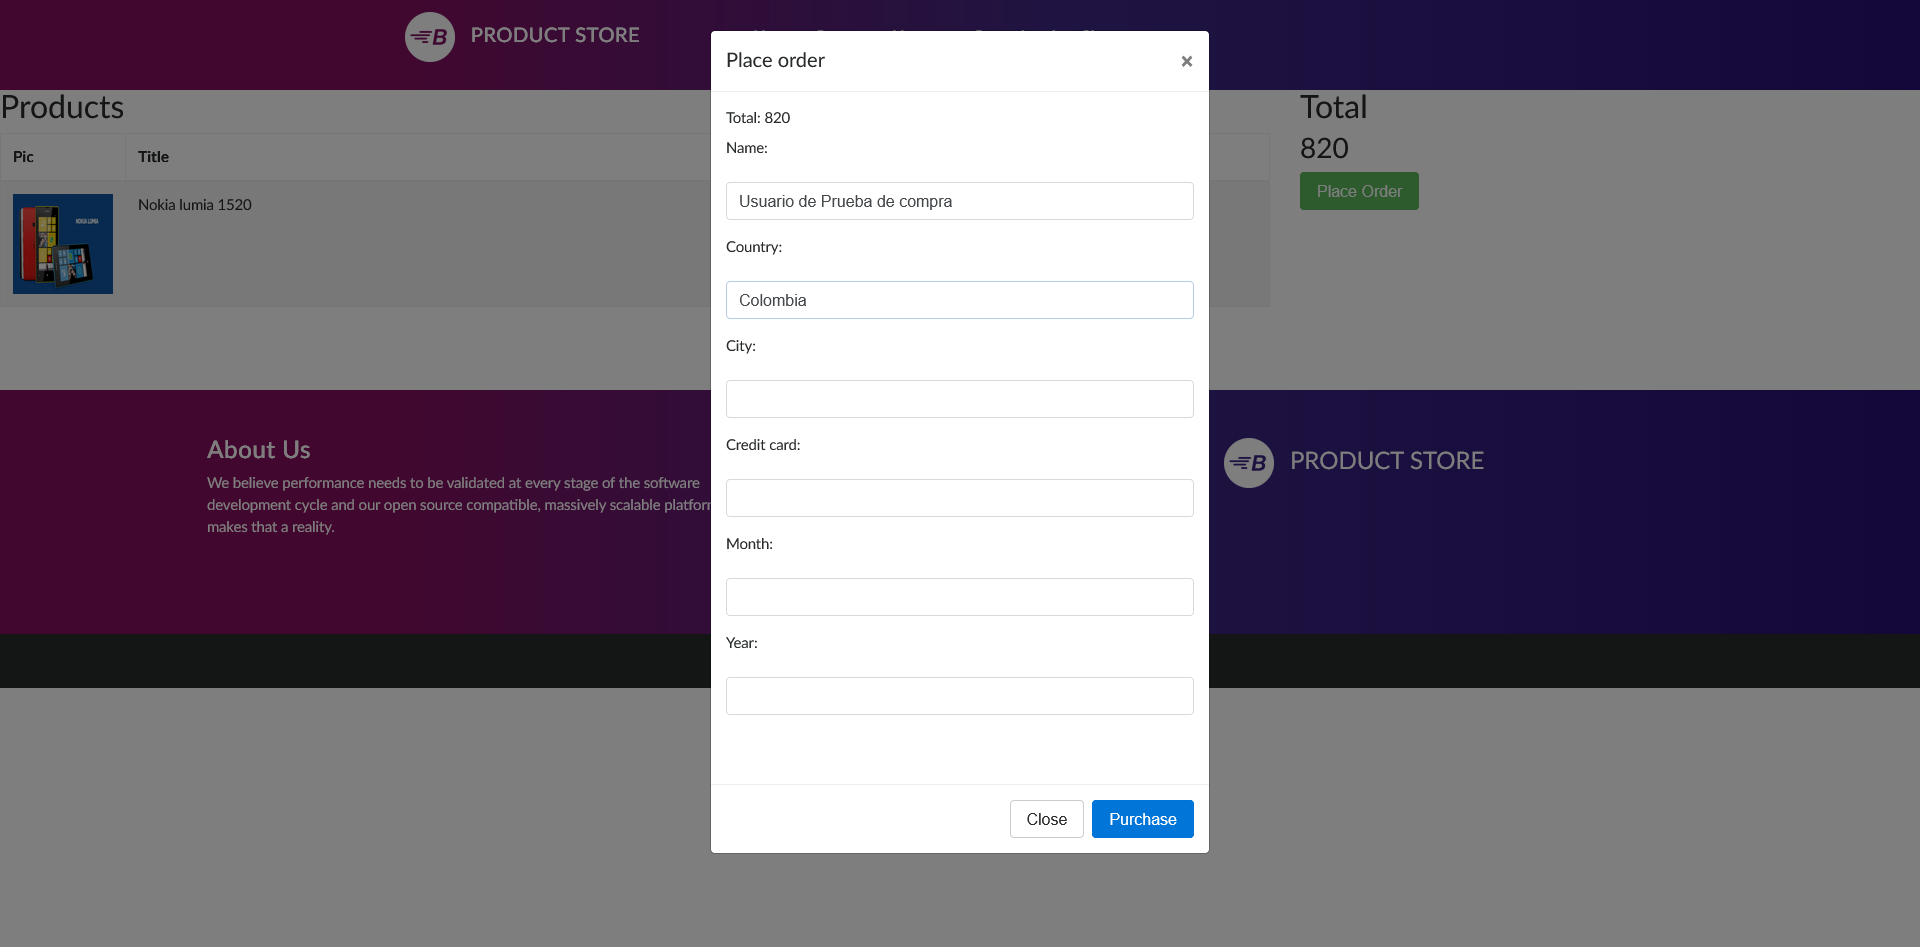 PRODUCT STORE
Place order
×
Products
Total
820
Pic
Title
Place Order
Nokia lumia 1520
NOKIA LUMIA
Total: 820
Name:
Usuario de Prueba de compra
Country:
Colombia
City:
Credit card:
Month:
Year:
Close
Purchase
About Us
We believe performance needs to be validated at every stage of the software
development cycle and our open source compatible, massively scalable platfor
makes that a reality.
B PRODUCT STORE